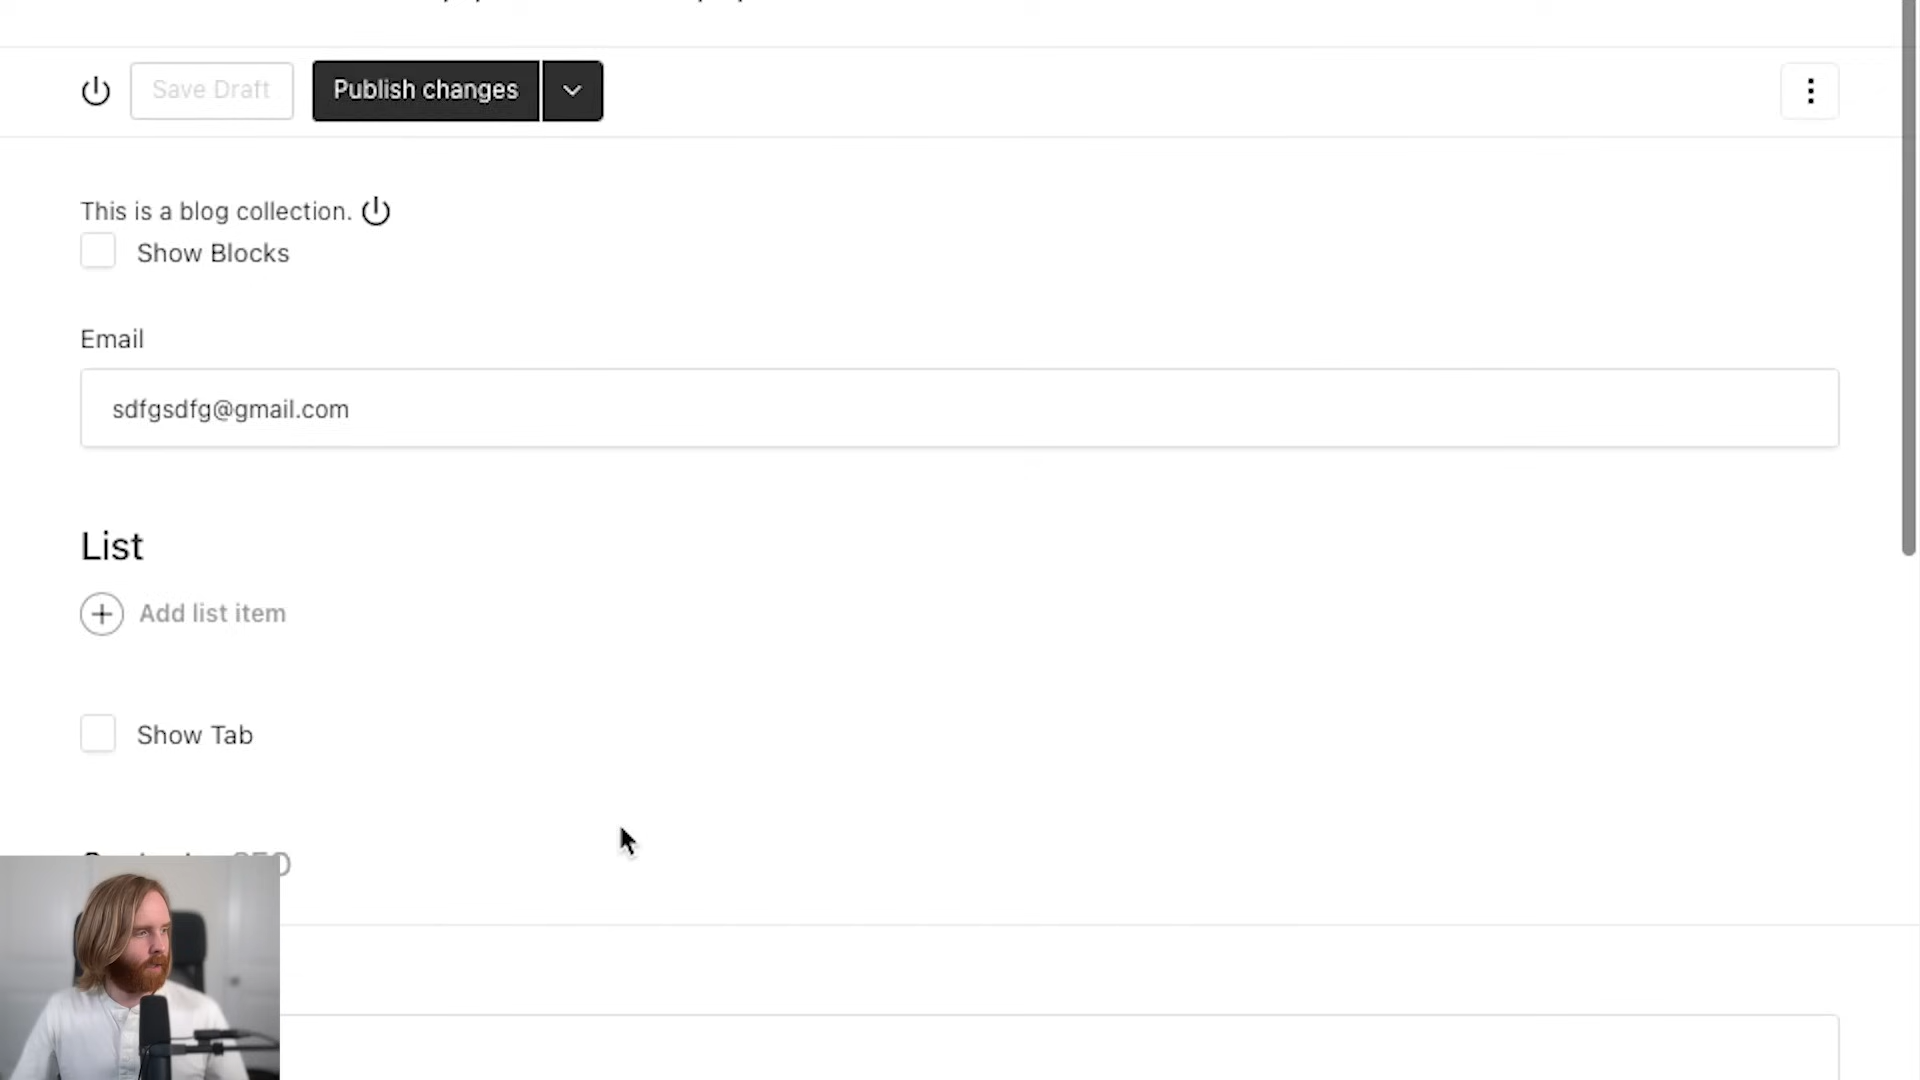 Save Draft
Publish changes
This is a blog collection.
Show Blocks
Email
sdfgsdfg@gmail.com
List
Add list item
Show Tab
SEO